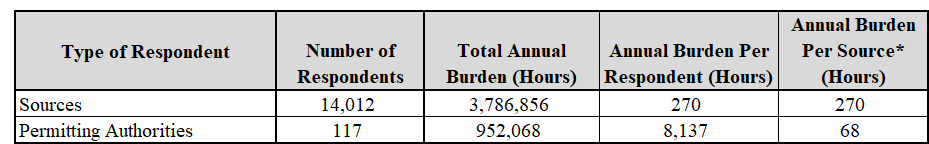 Type of Respondent
Number of
Respondents
Total Annual
Burden (Hours)
Annual Burden Per
Respondent (Hours)
Annual Burden
Per Source*
(Hours)
Sources 14,012 3,786,856 270 270
Permitting Authorities 117 952,068 8,137 68